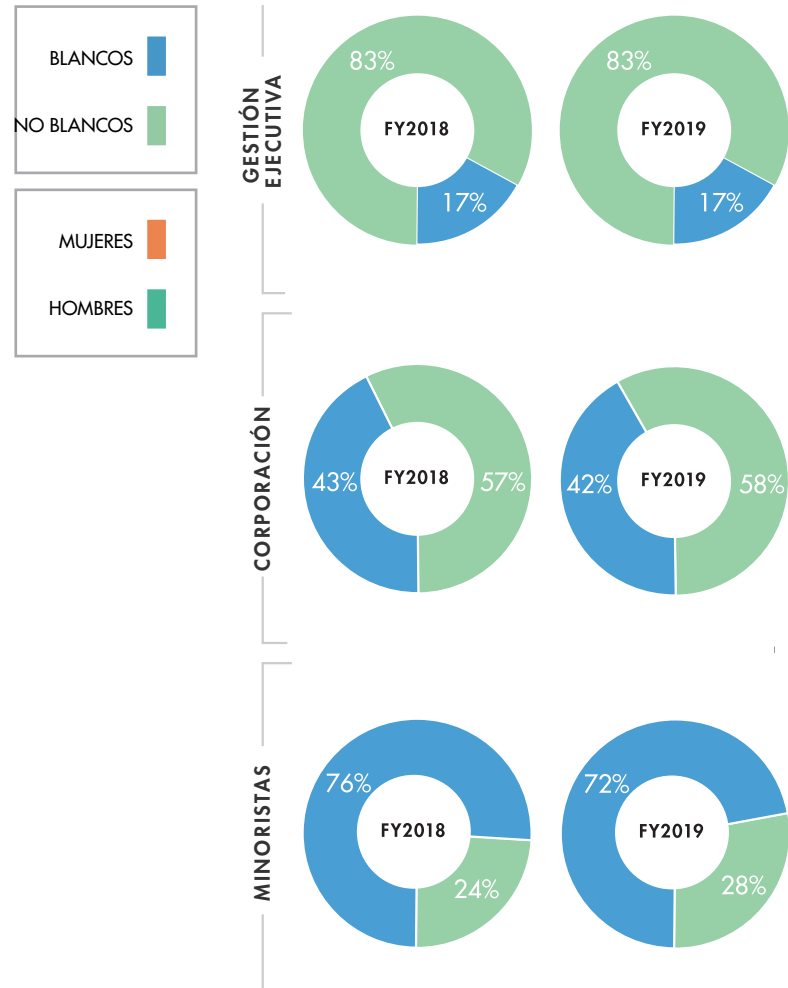 BLANCOS
NO BLANCOS
MUJERES
HOMBRES
GESTIÓN
EJECUTIVA
83%
FY2018
17%
83%
FY2019
17%
CORPORACIÓN
43%
FY2018
57%
42%
FY2019
58%
MINORISTAS
76%
FY2018
24%
72%
FY2019
28%